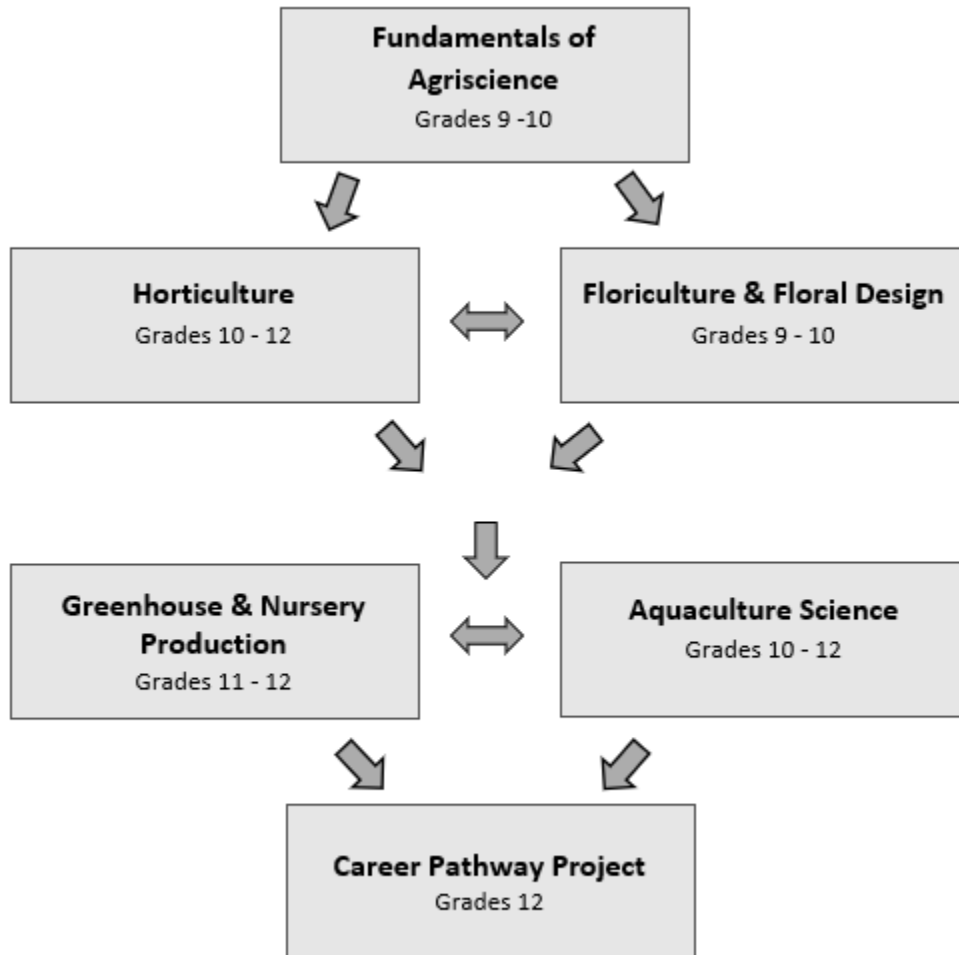 Fundamentals of
Agriscience
Grades 9 -10
Horticulture
Grades 10 - 12
Floriculture & Floral Design
Grades 9 - 10
Greenhouse & Nursery
Production
Grades 11 - 12
Aquaculture Science
Grades 10 - 12
Career Pathway Project
Grades 12